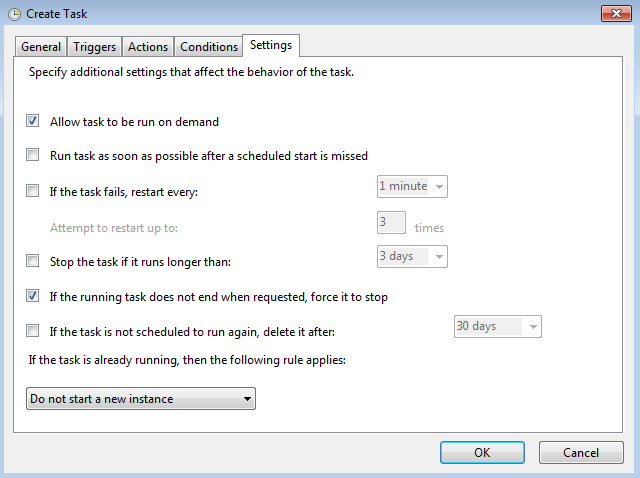 Create Task
General Triggers Actions Conditions Settings
Specify additional settings that affect the behavior of the task.
Allow task to be run on demand
Run task as soon as possible after a scheduled start is missed
If the task fails, restart every: 1 minute
Attempt to restart up to: 3 times
Stop the task if it runs longer than: 3 days
If the running task does not end when requested, force it to stop
If the task is not scheduled to run again, delete it after: 30 days
If the task is already running, then the following rule applies:
Do not start a new instance
OK Cancel